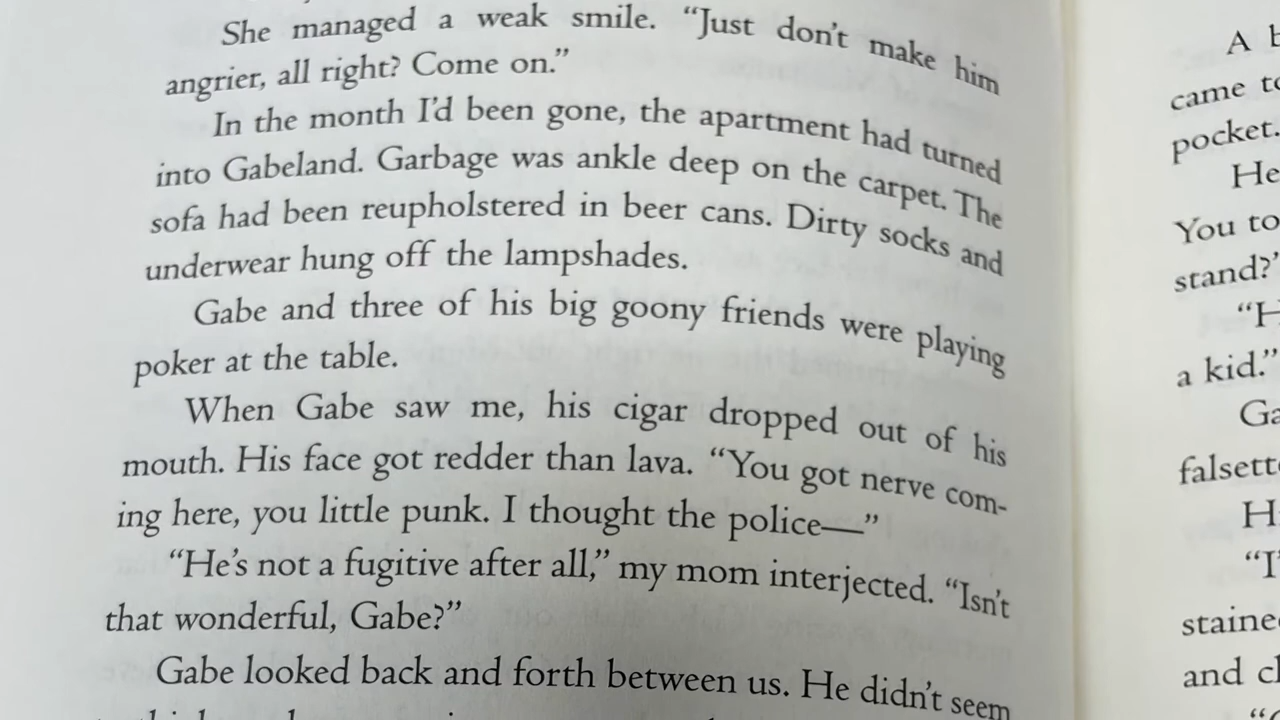 She managed a weak smile. “Just don’t make him
angrier, all right? Come on.”
In the month I’d been gone, the apartment had turned
into Gabeland. Garbage was ankle deep on the carpet. The
sofa had been reupholstered in beer cans. Dirty socks and
underwear hung off the lampshades.
Gabe and three of his big goony friends were playing
poker at the table.
When Gabe saw me, his cigar dropped out of his
mouth. His face got redder than lava. “You got nerve com-
ing here, you little punk. I thought the police—”
“He’s not a fugitive after all,” my mom interjected. “Isn’t
that wonderful, Gabe?”
Gabe looked back and forth between us. He didn’t seem
A
came
pocket.
He
You to
stand?’
a kid.”
and